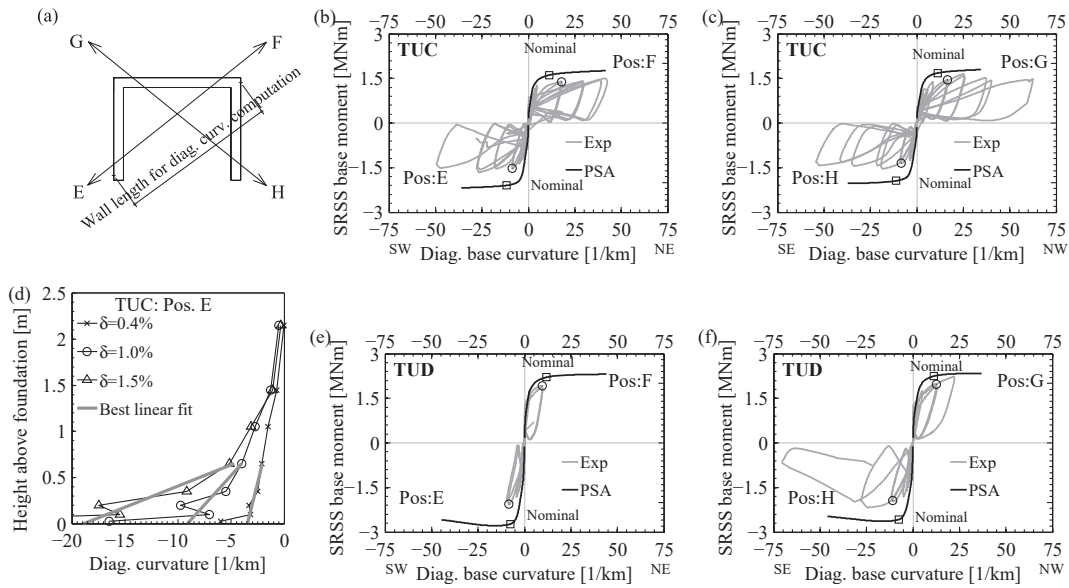 (a)
G
F
E
H
Wall length for diag. curv. computation
(b)
−75 −50 −25 0 25 50 75
TUC
Nominal
Pos:F
3
1.5
0
−1.5
−3
SRSS base moment [MNm]
Exp
PSA
Pos:E
Nominal
−75 −50 −25 0 25 50 75
SW
NE
Diag. base curvature [1/km]
(c)
−75 −50 −25 0 25 50 75
TUC
Nominal
Pos:G
3
1.5
0
−1.5
−3
SRSS base moment [MNm]
Exp
PSA
Pos:H
Nominal
−75 −50 −25 0 25 50 75
SE
NW
Diag. base curvature [1/km]
(d)
TUC: Pos. E
δ=0.4%
δ=1.0%
δ=1.5%
Best linear fit
2.5
2
1.5
1
0.5
0
Height above foundation [m]
−20 −15 −10 −5 0
Diag. curvature [1/km]
(e)
−75 −50 −25 0 25 50 75
TUD
Nominal
Pos:F
3
1.5
0
−1.5
−3
SRSS base moment [MNm]
Exp
PSA
Pos:E
Nominal
−75 −50 −25 0 25 50 75
SW
NE
Diag. base curvature [1/km]
(f)
−75 −50 −25 0 25 50 75
TUD
Nominal
Pos:G
3
1.5
0
−1.5
−3
SRSS base moment [MNm]
Exp
PSA
Pos:H
Nominal
−75 −50 −25 0 25 50 75
SE
NW
Diag. base curvature [1/km]